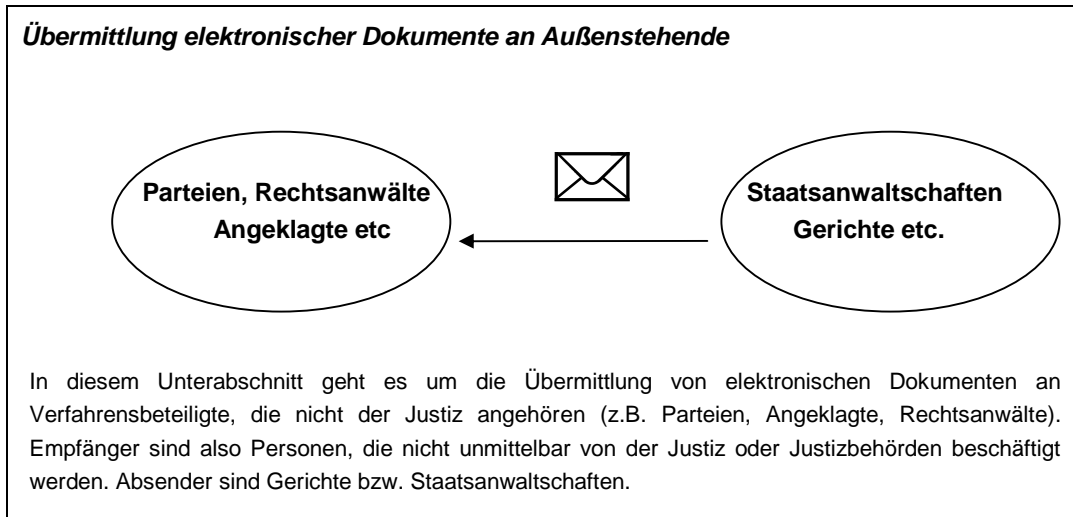 Übermittlung elektronischer Dokumente an Außenstehende
Parteien, Rechtsanwälte
Angeklagte etc
Staatsanwaltschaften
Gerichte etc.
In diesem Unterabschnitt geht es um die Übermittlung von elektronischen Dokumenten an
Verfahrensbeteiligte, die nicht der Justiz angehören (z.B. Parteien, Angeklagte, Rechtsanwälte).
Empfänger sind also Personen, die nicht unmittelbar von der Justiz oder Justizbehörden beschäftigt
werden. Absender sind Gerichte bzw. Staatsanwaltschaften.